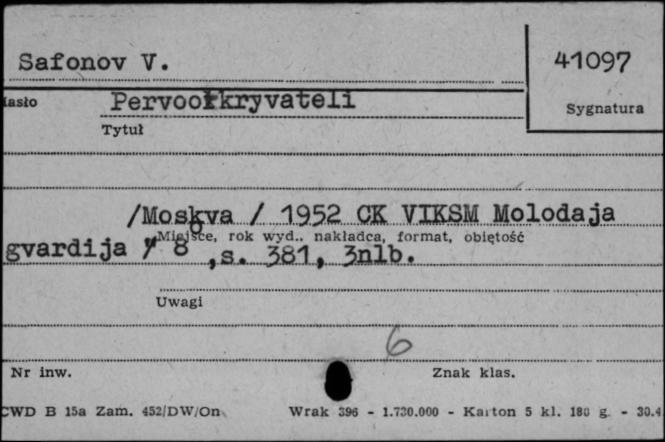 Safonov V.
41097
Hasło Pervootkryvateli
Sygnatura
Tytuł
/Moskva / 1952 CK VIKSM Molodaja
Miejsce, rok wyd., nakładca, format, objętość
gvardija 8° ,s. 381, 3nlb.
Uwagi
6
Nr inw. Znak klas.
CWD B 15a Zam. 452/DW/On Wrak 396 - 1.730.000 - Karton 5 kl. 180 g. - 30.4